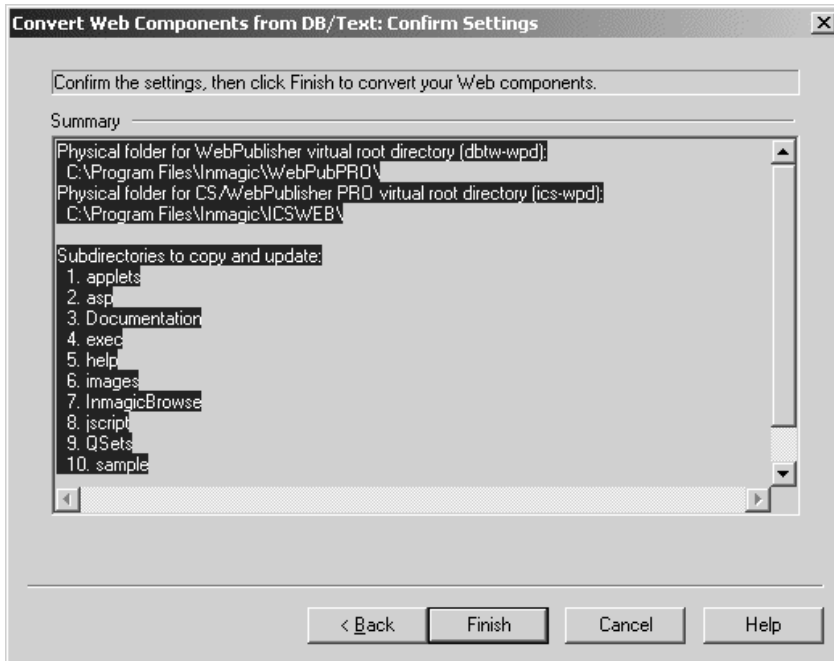 Convert Web Components from DB/Text: Confirm Settings
Confirm the settings, then click Finish to convert your Web components.
Summary
Physical folder for WebPublisher virtual root directory (dbtw-wpd):
C:\Program Files\Inmagic\WebPubPRO\
Physical folder for CS/WebPublisher PRO virtual root directory (ics-wpd):
C:\Program Files\Inmagic\ICSWEB\
Subdirectories to copy and update:
1. applets
2. asp
3. Documentation
4. exec
5. help
6. images
7. InmagicBrowse
8. jscript
9. QSets
10. sample
< Back Finish Cancel Help